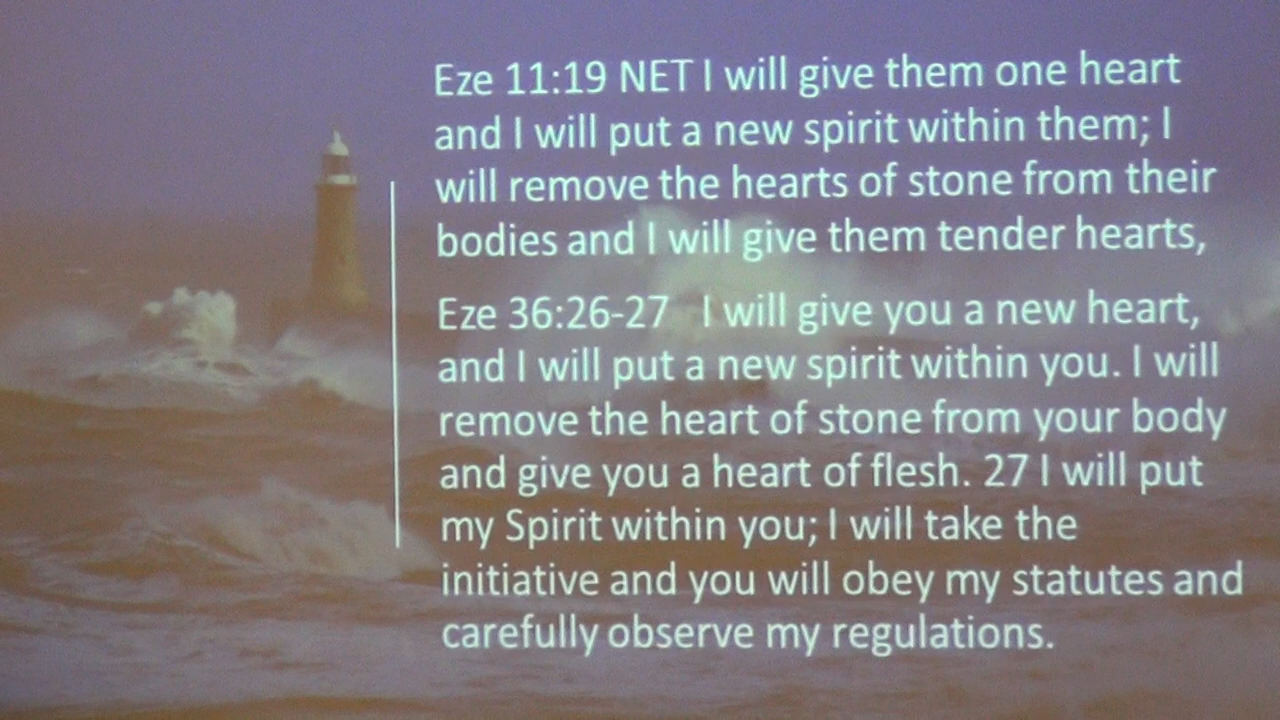 Eze 11:19 NET I will give them one heart
and I will put a new spirit within them; I
will remove the hearts of stone from their
bodies and I will give them tender hearts,
Eze 36:26-27 I will give you a new heart,
and I will put a new spirit within you. I will
remove the heart of stone from your body
and give you a heart of flesh. 27 I will put
my Spirit within you; I will take the
initiative and you will obey my statutes and
carefully observe my regulations.